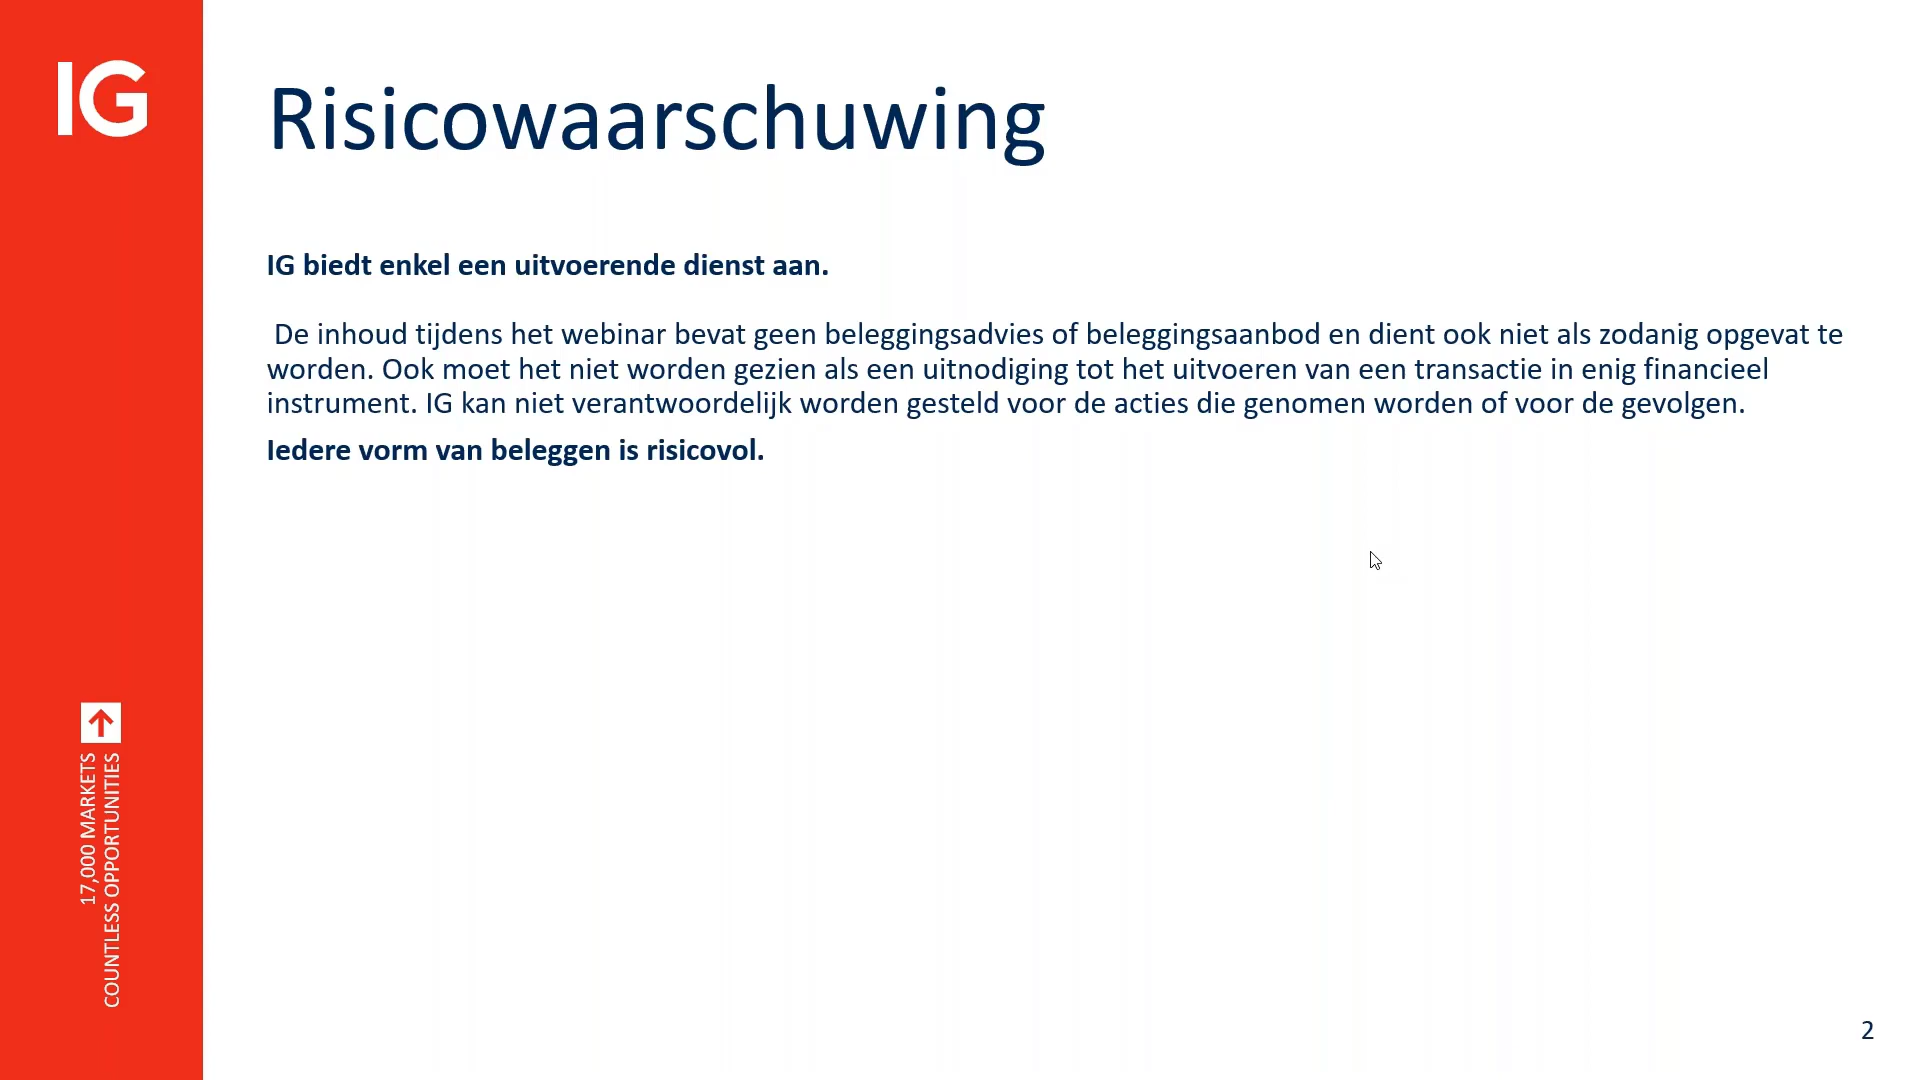 IG
Risicowaarschuwing
IG biedt enkel een uitvoerende dienst aan.
De inhoud tijdens het webinar bevat geen beleggingsadvies of beleggingsaanbod en dient ook niet als zodanig opgevat te
worden. Ook moet het niet worden gezien als een uitnodiging tot het uitvoeren van een transactie in enig financieel
instrument. IG kan niet verantwoordelijk worden gesteld voor de acties die genomen worden of voor de gevolgen.
Iedere vorm van beleggen is risicovol.
17,000 MARKETS
COUNTLESS OPPORTUNITIES
2